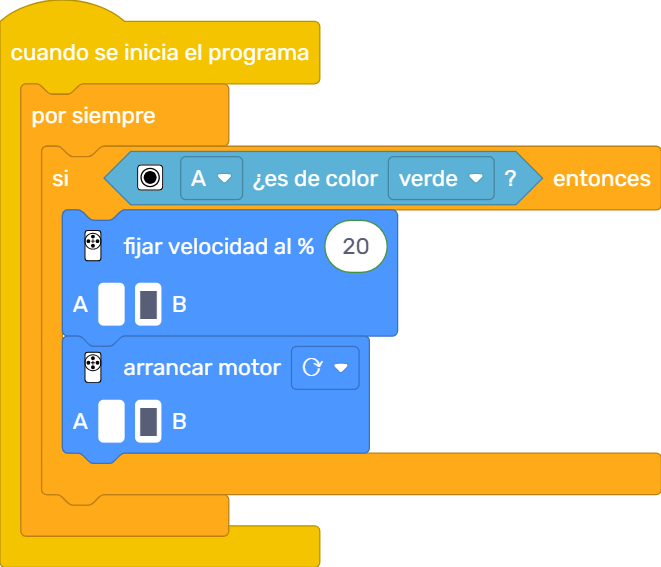 cuando se inicia el programa
por siempre
si A ¿es de color verde ? entonces
fijar velocidad al % 20
A B
arrancar motor
A B